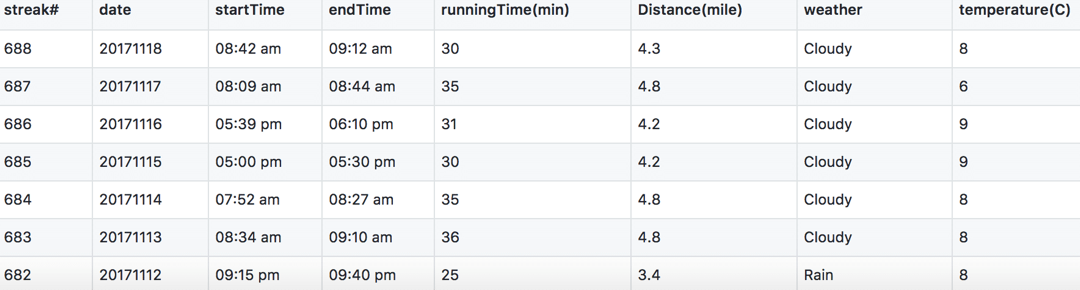 streak# date startTime endTime runningTime(min) Distance(mile) weather temperature(C)
688 20171118 08:42 am 09:12 am 30 4.3 Cloudy 8
687 20171117 08:09 am 08:44 am 35 4.8 Cloudy 6
686 20171116 05:39 pm 06:10 pm 31 4.2 Cloudy 9
685 20171115 05:00 pm 05:30 pm 30 4.2 Cloudy 9
684 20171114 07:52 am 08:27 am 35 4.8 Cloudy 8
683 20171113 08:34 am 09:10 am 36 4.8 Cloudy 8
682 20171112 09:15 pm 09:40 pm 25 3.4 Rain 8